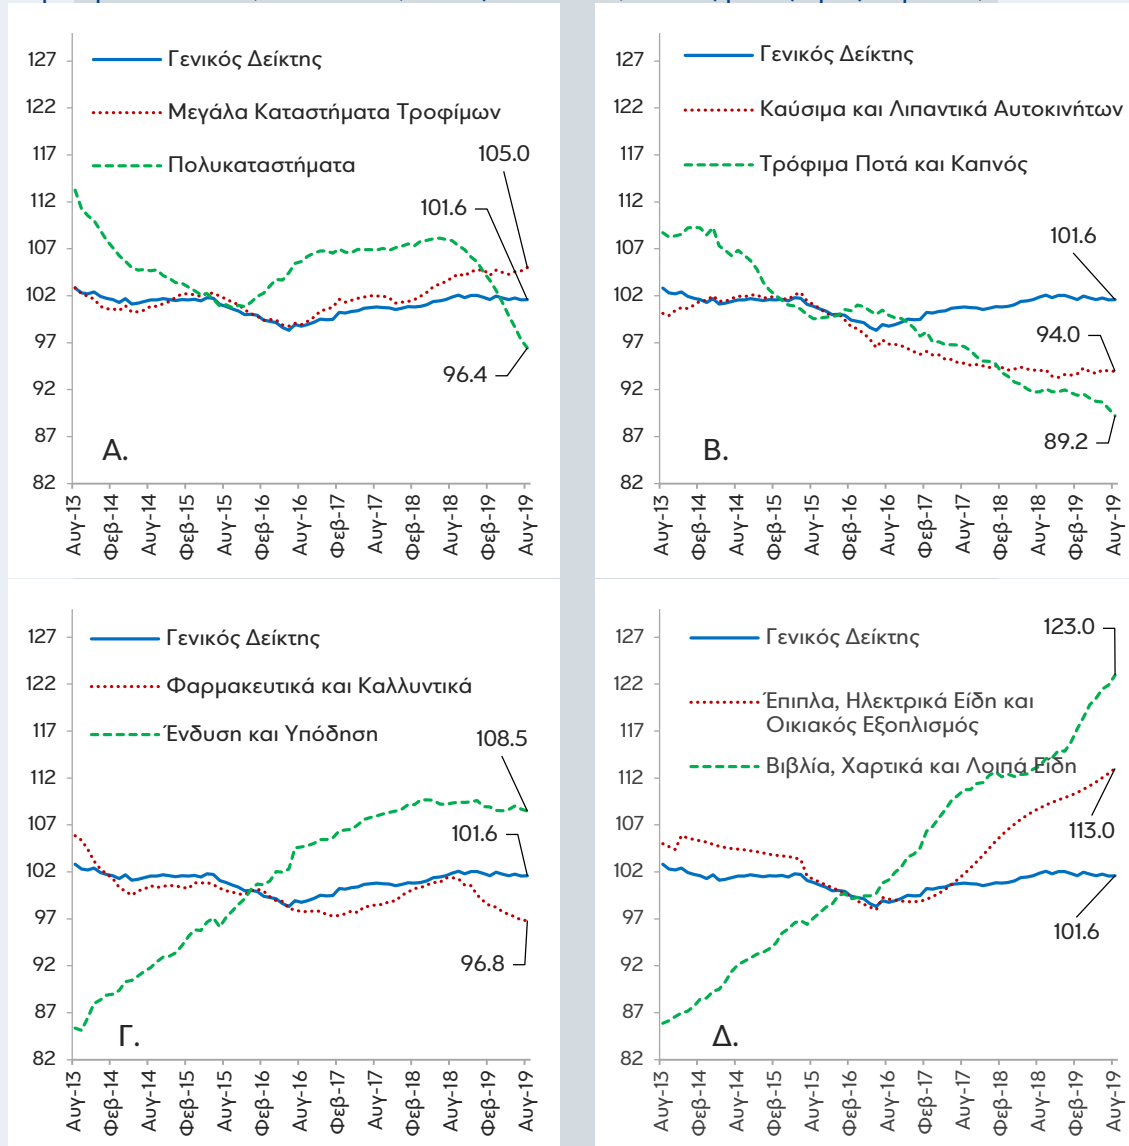 127
122
117
112
107
102
97
92
87
82
Γενικός Δείκτης
Μεγάλα Καταστήματα Τροφίμων
Πολυκαταστήματα
105.0
101.6
96.4
Α.
Αυγ-13
Φεβ-14
Αυγ-14
Φεβ-15
Αυγ-15
Φεβ-16
Αυγ-16
Φεβ-17
Αυγ-17
Φεβ-18
Αυγ-18
Φεβ-19
Αυγ-19
127
122
117
112
107
102
97
92
87
82
Γενικός Δείκτης
Καύσιμα και Λιπαντικά Αυτοκινήτων
Τρόφιμα Ποτά και Καπνός
101.6
94.0
89.2
Β.
Αυγ-13
Φεβ-14
Αυγ-14
Φεβ-15
Αυγ-15
Φεβ-16
Αυγ-16
Φεβ-17
Αυγ-17
Φεβ-18
Αυγ-18
Φεβ-19
Αυγ-19
127
122
117
112
107
102
97
92
87
82
Γενικός Δείκτης
Φαρμακευτικά και Καλλυντικά
Ένδυση και Υπόδηση
108.5
101.6
96.8
Γ.
Αυγ-13
Φεβ-14
Αυγ-14
Φεβ-15
Αυγ-15
Φεβ-16
Αυγ-16
Φεβ-17
Αυγ-17
Φεβ-18
Αυγ-18
Φεβ-19
Αυγ-19
127
122
117
112
107
102
97
92
87
82
Γενικός Δείκτης
Έπιπλα, Ηλεκτρικά Είδη και
Οικιακός Εξοπλισμός
Βιβλία, Χαρτικά και Λοιπά Είδη
123.0
113.0
101.6
Δ.
Αυγ-13
Φεβ-14
Αυγ-14
Φεβ-15
Αυγ-15
Φεβ-16
Αυγ-16
Φεβ-17
Αυγ-17
Φεβ-18
Αυγ-18
Φεβ-19
Αυγ-19